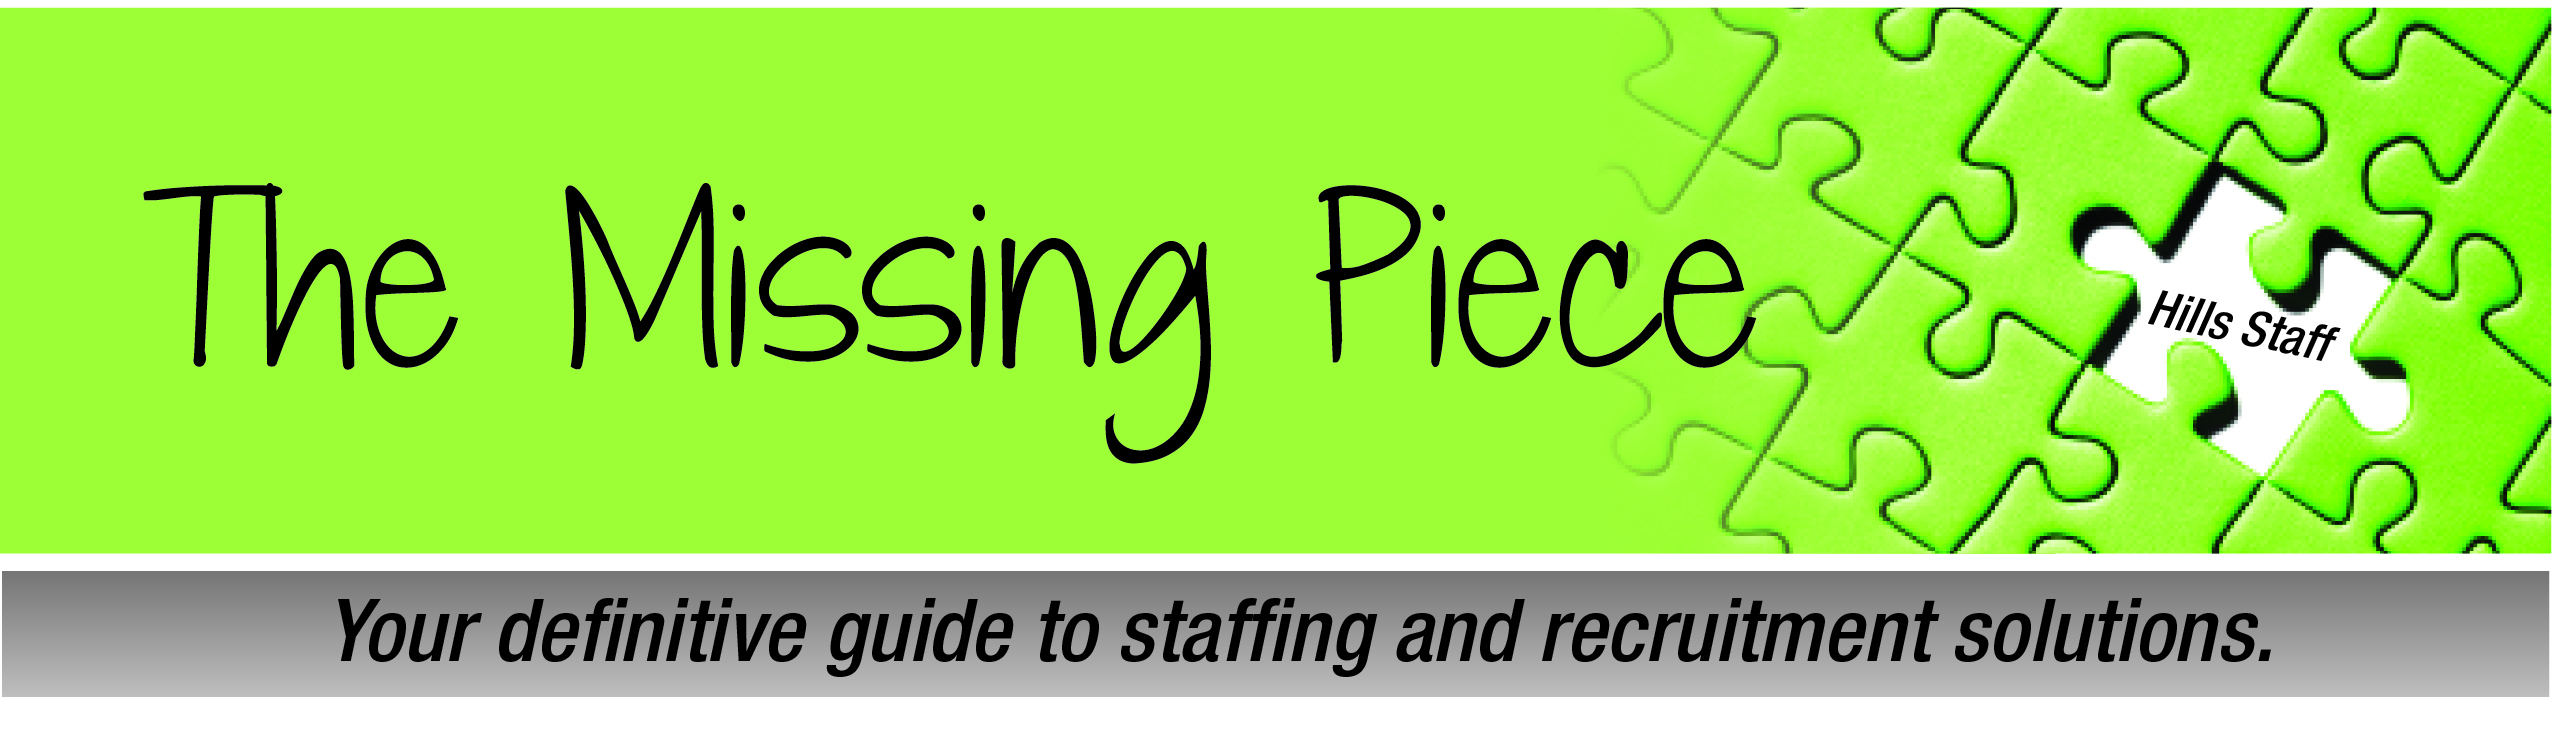 The Missing Piece
Hills Staff
Your definitive guide to staffing and recruitment solutions.